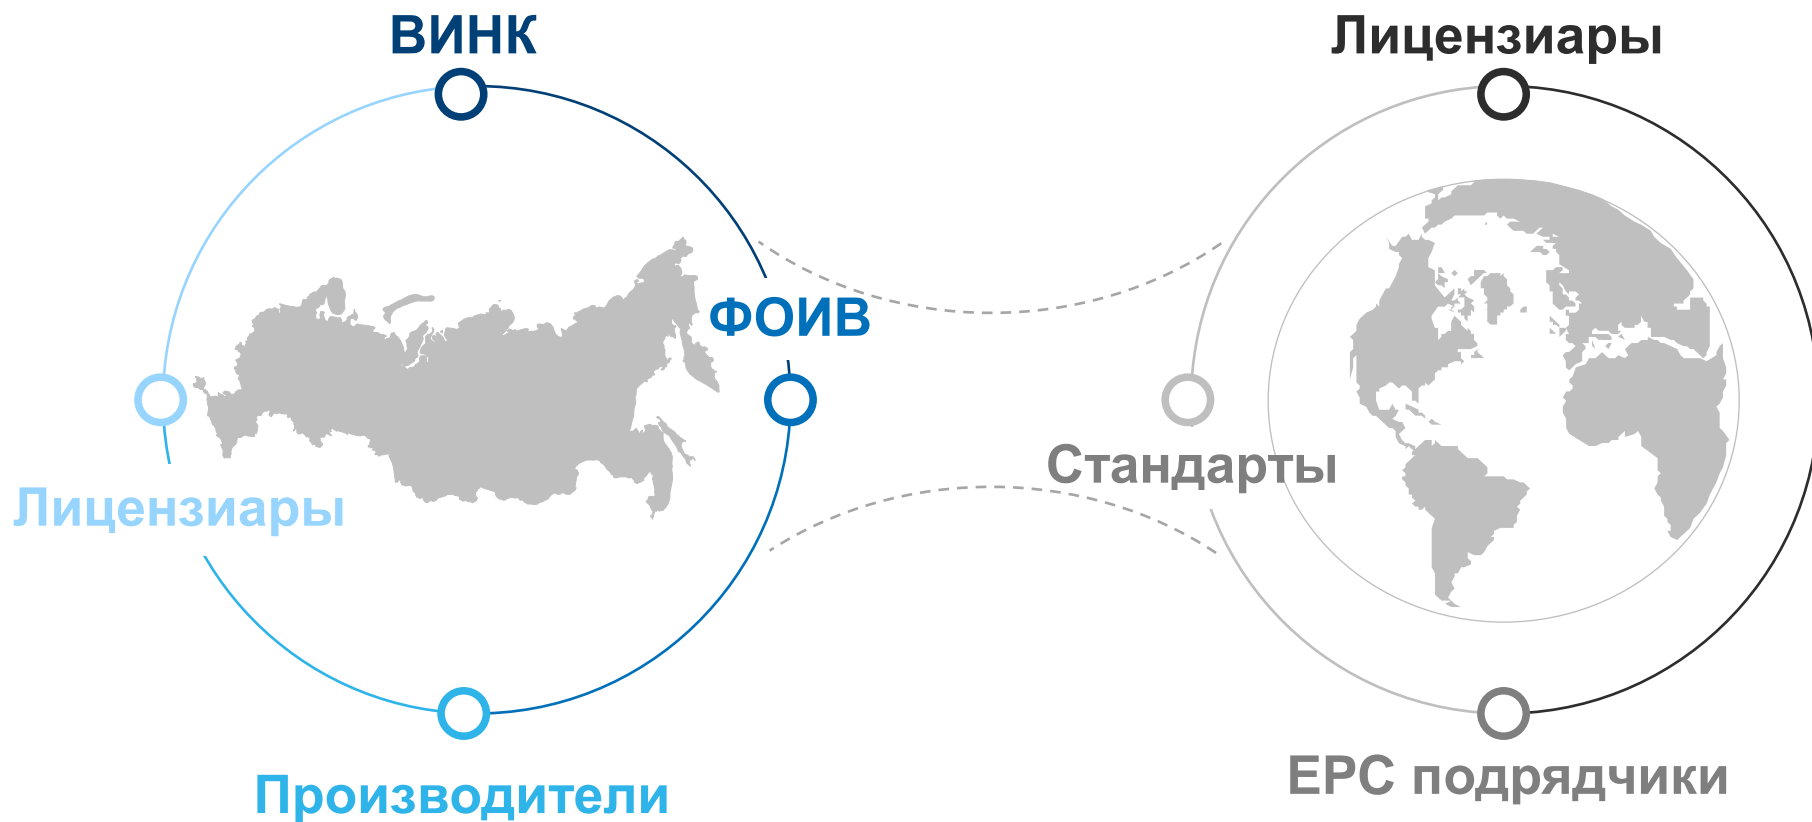 ВИНК
Лицензиары
ФОИВ
Стандарты
Лицензиары
EPC подрядчики
Производители